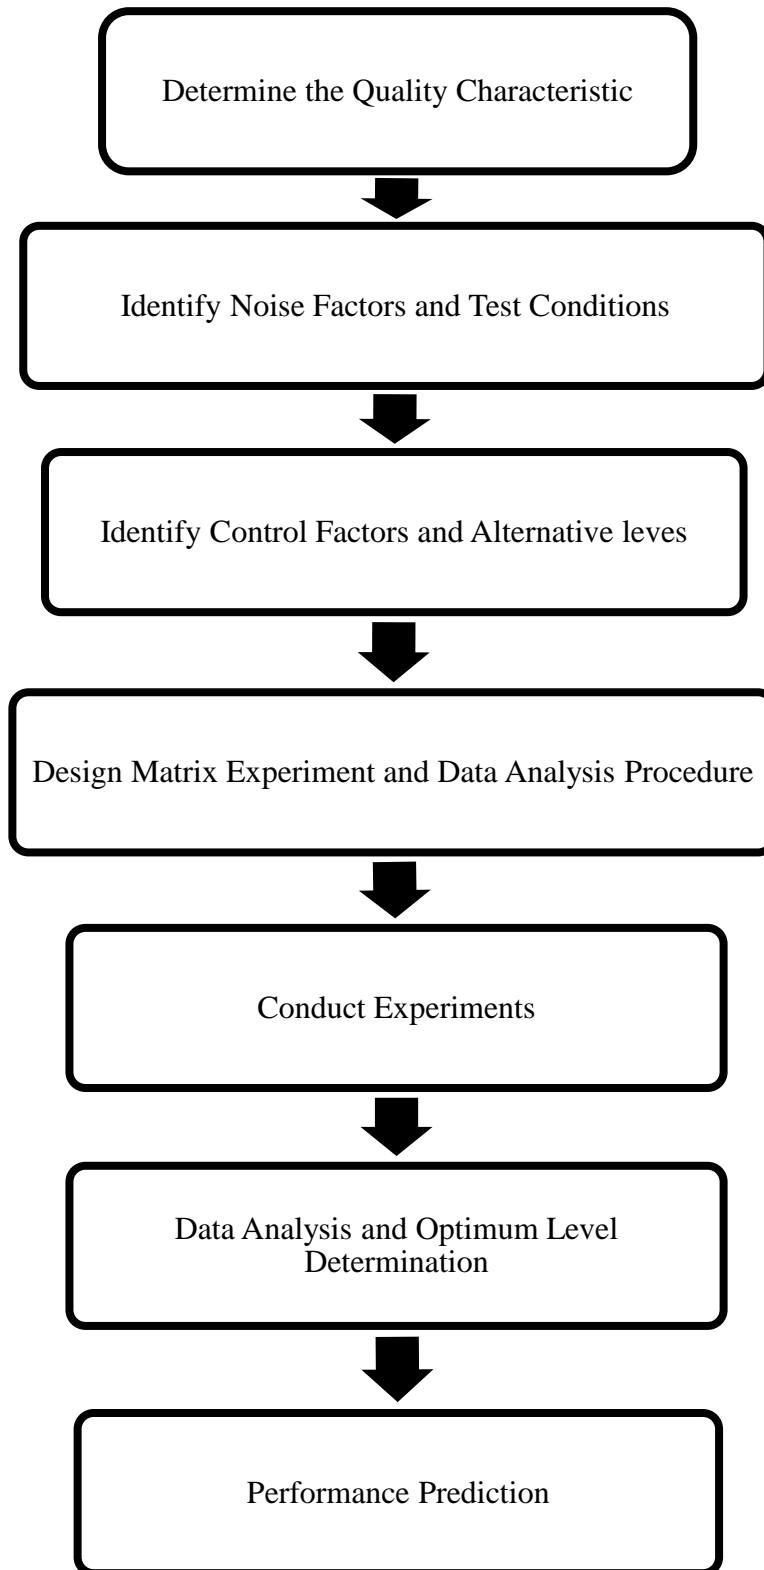 Determine the Quality Characteristic
Identify Noise Factors and Test Conditions
Identify Control Factors and Alternative leves
Design Matrix Experiment and Data Analysis Procedure
Conduct Experiments
Data Analysis and Optimum Level
Determination
Performance Prediction